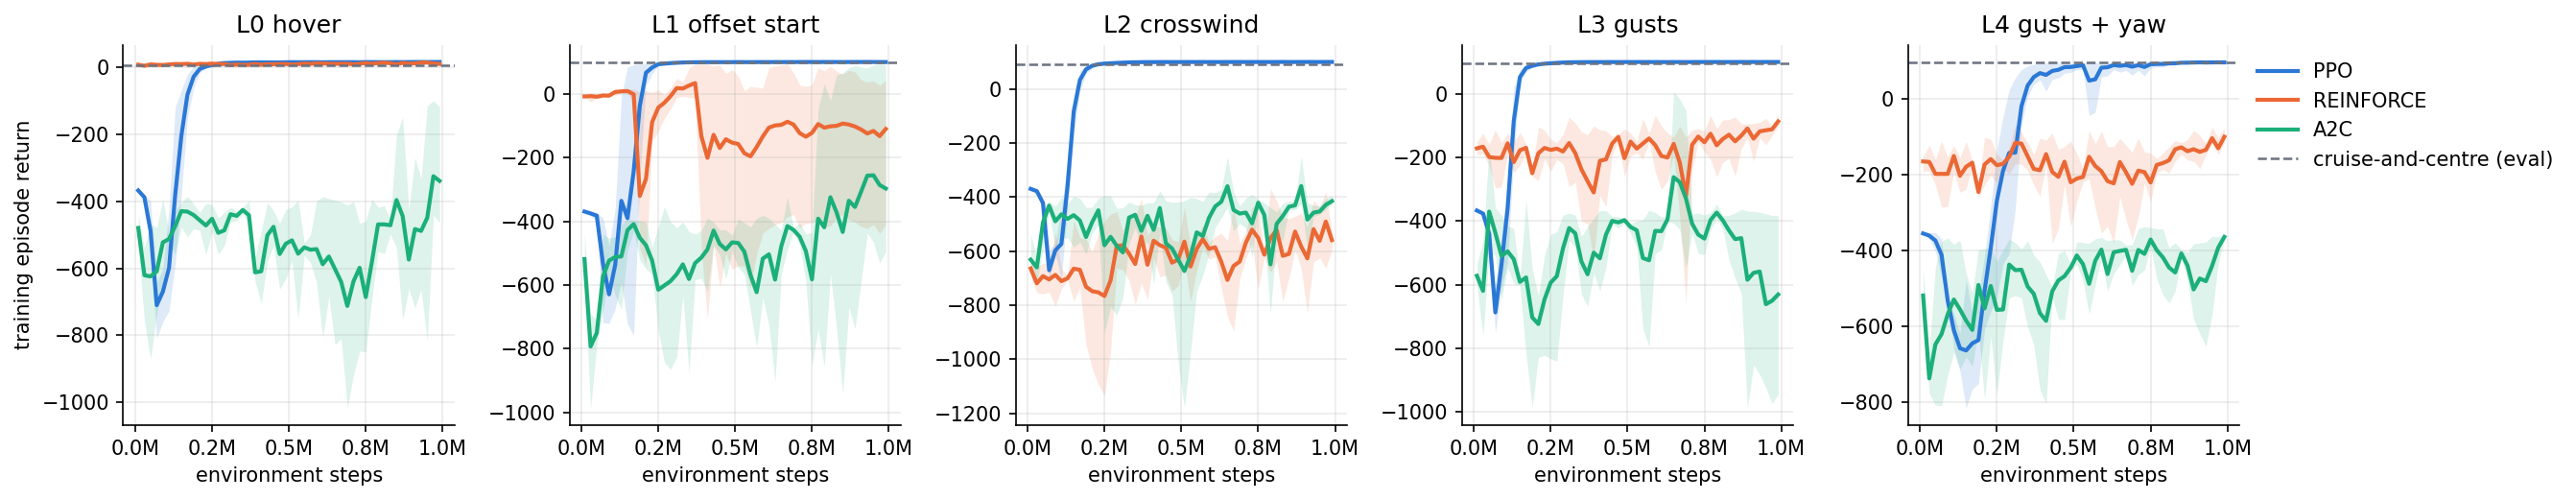 L0 hover
L1 offset start
L2 crosswind
L3 gusts
L4 gusts + yaw
training episode return
0
−200
−400
−600
−800
−1000
0.0M 0.2M 0.5M 0.8M 1.0M
environment steps
0
−200
−400
−600
−800
−1000
0.0M 0.2M 0.5M 0.8M 1.0M
environment steps
0
−200
−400
−600
−800
−1000
−1200
0.0M 0.2M 0.5M 0.8M 1.0M
environment steps
0
−200
−400
−600
−800
−1000
0.0M 0.2M 0.5M 0.8M 1.0M
environment steps
0
−200
−400
−600
−800
0.0M 0.2M 0.5M 0.8M 1.0M
environment steps
PPO
REINFORCE
A2C
cruise-and-centre (eval)